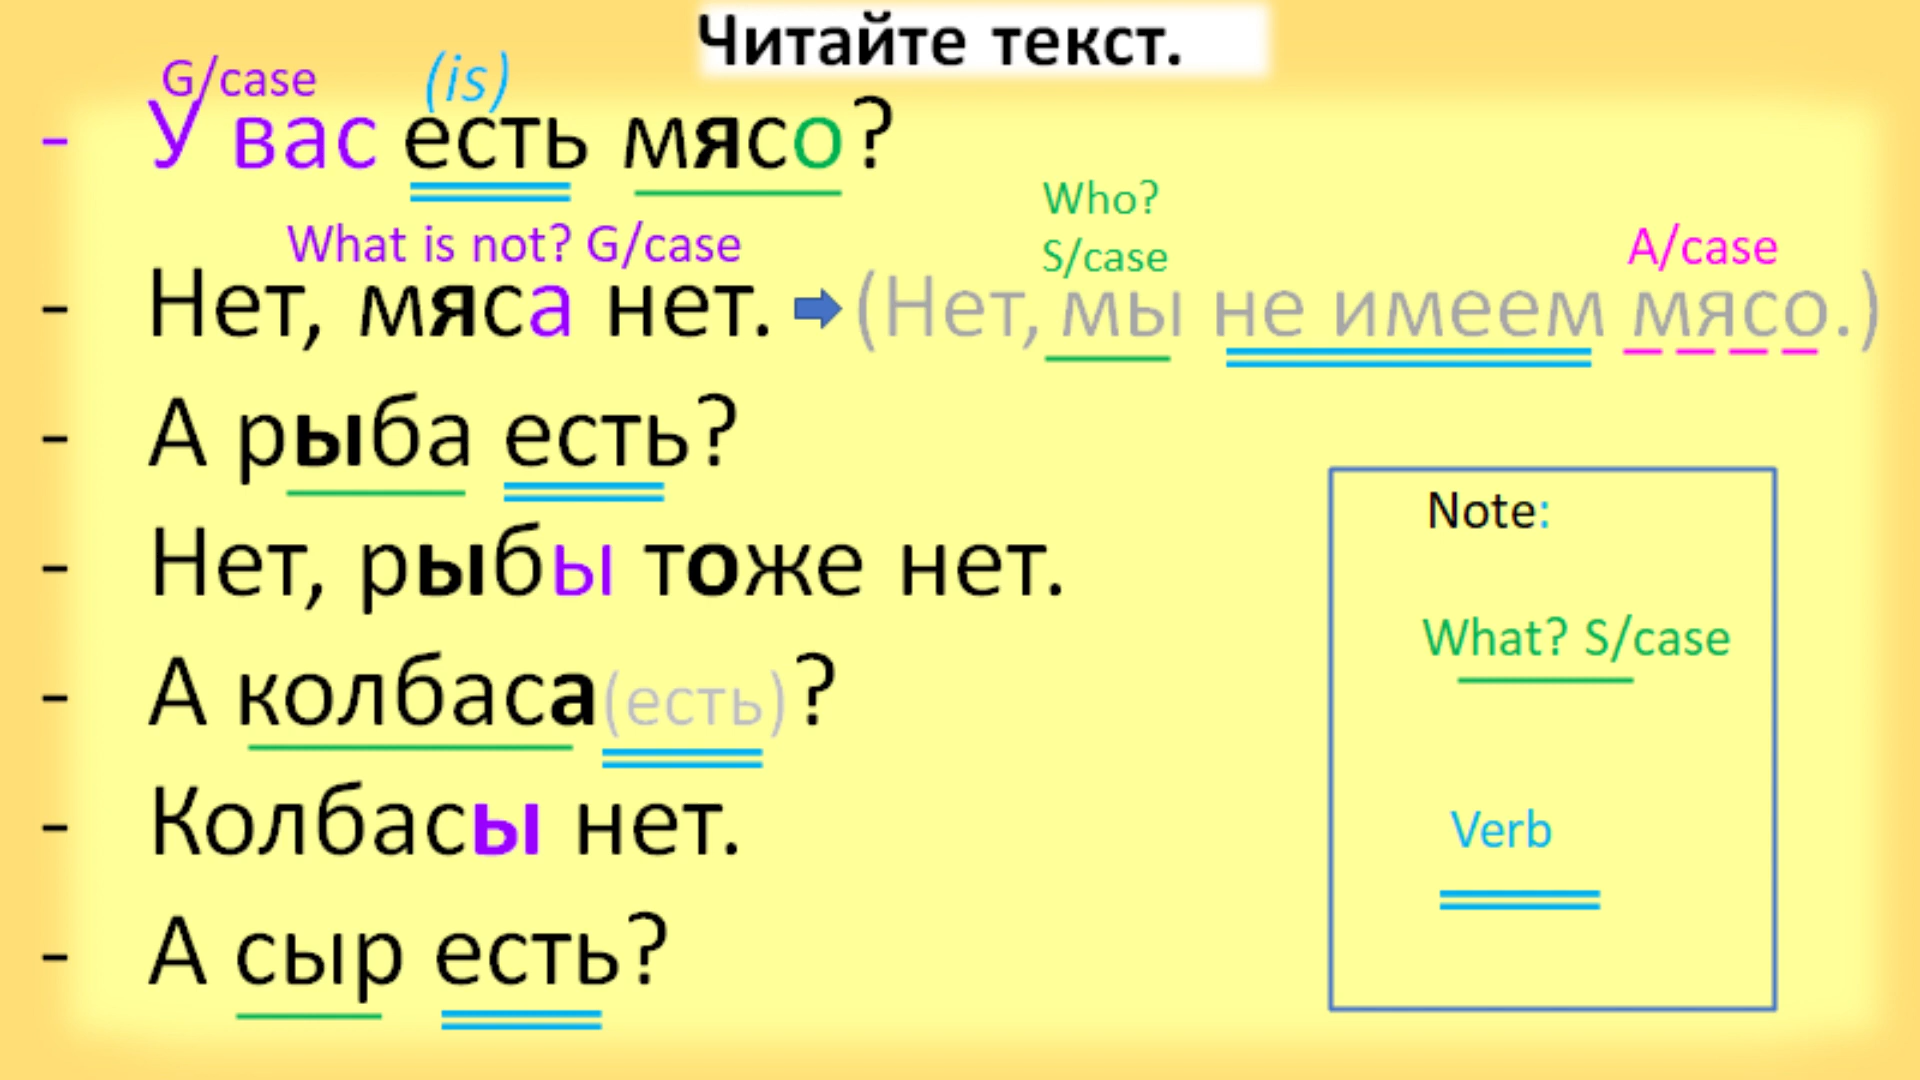 Читайте текст.
G/case (is)
- У вас есть мясо?
Who?
What is not? G/case S/case A/case
- Нет, мяса нет. (Нет, мы не имеем мясо.)
- А рыба есть?
- Нет, рыбы тоже нет.
- А колбаса(есть)?
- Колбасы нет.
- А сыр есть?
Note:
What? S/case
Verb